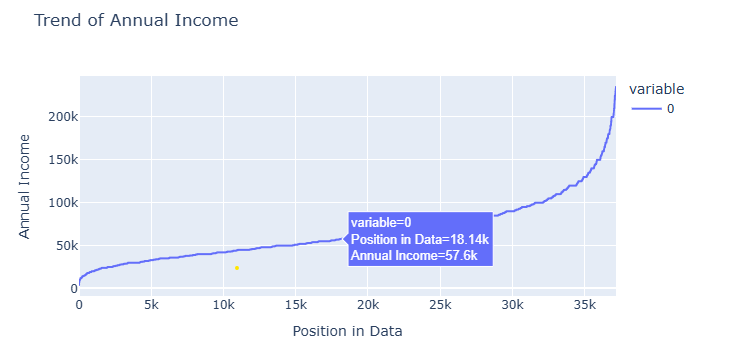 Trend of Annual Income
variable
0
200k
150k
100k
50k
0
Annual Income
variable=0
Position in Data=18.14k
Annual Income=57.6k
0
5k
10k
15k
20k
25k
30k
35k
Position in Data